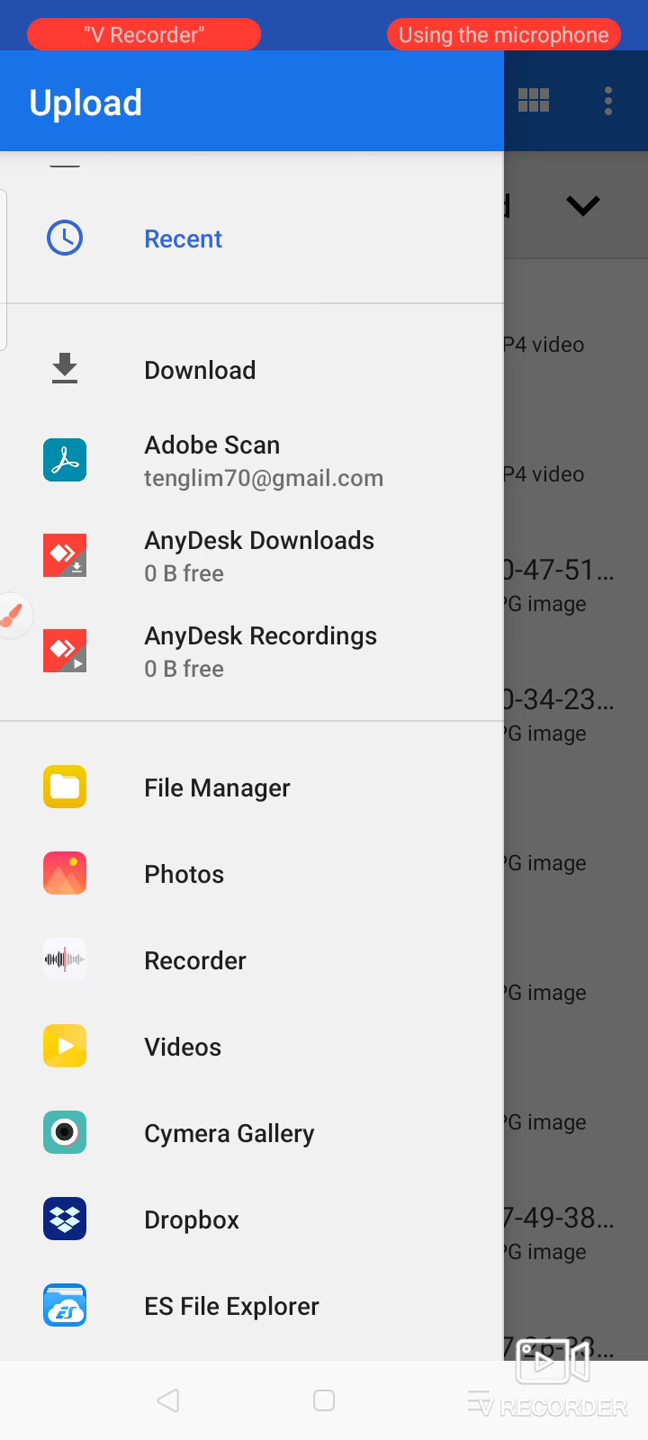 "V Recorder" Using the microphone
Upload
Recent
Download
Adobe Scan
tenglim70@gmail.com
AnyDesk Downloads
0 B free
AnyDesk Recordings
0 B free
File Manager
Photos
Recorder
Videos
Cymera Gallery
Dropbox
ES File Explorer
d
P4 video
P4 video
0-47-51...
PG image
0-34-23...
PG image
PG image
PG image
PG image
7-49-38...
PG image
V RECORDER